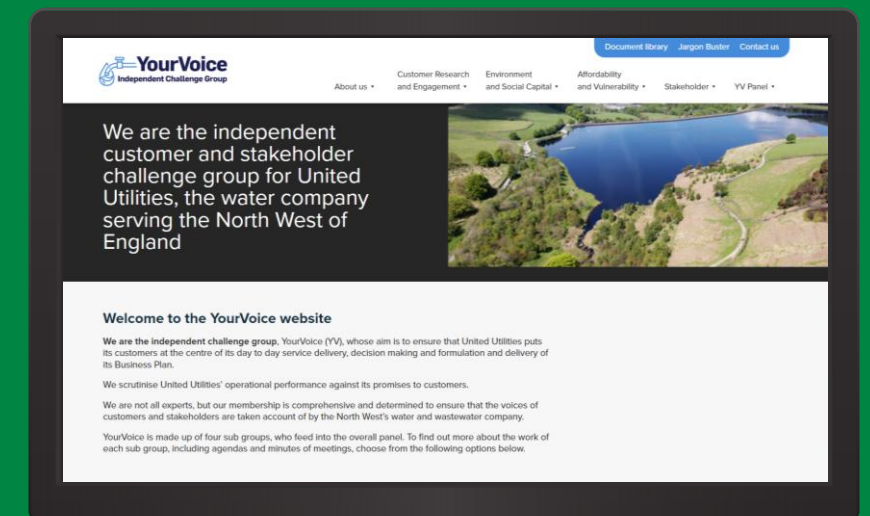 Document library Jargon Buster Contact us
YourVoice
Independent Challenge Group
About us
Customer Research
and Engagement
Environment
and Social Capital
Affordability
and Vulnerability
Stakeholder
YV Panel
We are the independent
customer and stakeholder
challenge group for United
Utilities, the water company
serving the North West of
England
Welcome to the YourVoice website
We are the independent challenge group, YourVoice (YV), whose aim is to ensure that United Utilities puts
its customers at the centre of its day to day service delivery, decision making and formulation and delivery of
its Business Plan.
We scrutinise United Utilities' operational performance against its promises to customers.
We are not all experts, but our membership is comprehensive and determined to ensure that the voices of
customers and stakeholders are taken account of by the North West's water and wastewater company.
YourVoice is made up of four sub groups, who feed into the overall panel. To find out more about the work of
each sub group, including agendas and minutes of meetings, choose from the following options below.